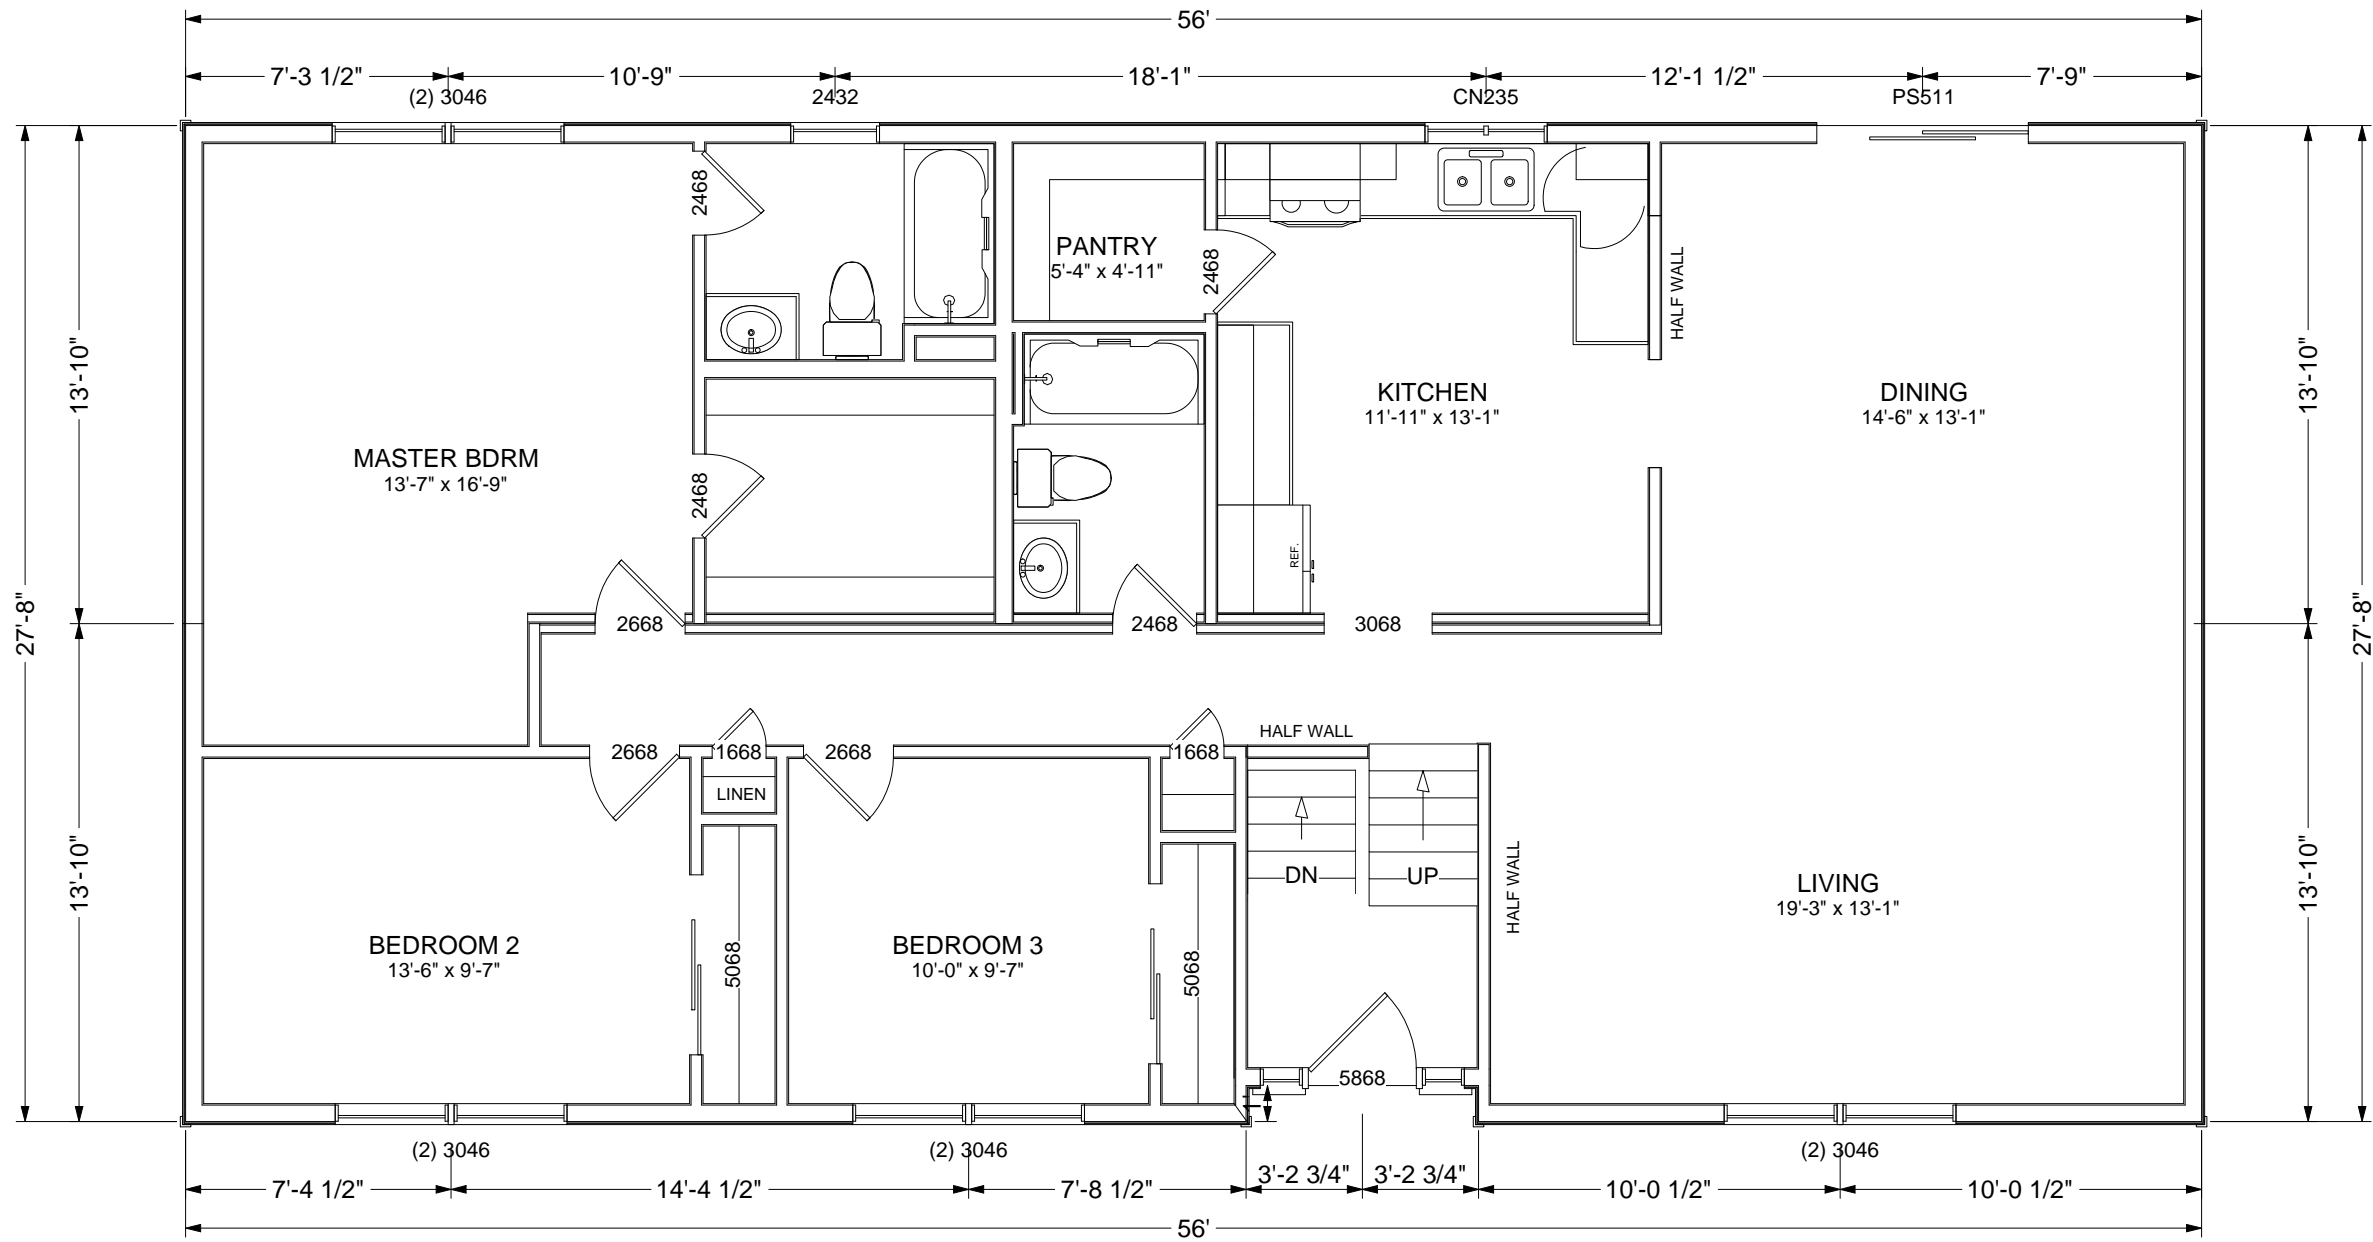 56'
7'-3 1/2" 10'-9" 18'-1" 12'-1 1/2" 7'-9"
(2) 3046 2432 CN235 PS511
27'-8"
13'-10"
13'-10"
2468
PANTRY
5'-4" x 4'-11"
2468
HALF WALL
KITCHEN
11'-11" x 13'-1"
DINING
14'-6" x 13'-1"
13'-10"
27'-8"
MASTER BDRM
13'-7" x 16'-9"
2468
REF.
2668 2468 3068
HALF WALL
2668 1668 2668 1668
LINEN
DN UP
HALF WALL
LIVING
19'-3" x 13'-1"
13'-10"
BEDROOM 2
13'-6" x 9'-7"
5068
BEDROOM 3
10'-0" x 9'-7"
5068
5868
1'
(2) 3046 (2) 3046 (2) 3046
7'-4 1/2" 14'-4 1/2" 7'-8 1/2" 3'-2 3/4" 3'-2 3/4" 10'-0 1/2" 10'-0 1/2"
56'